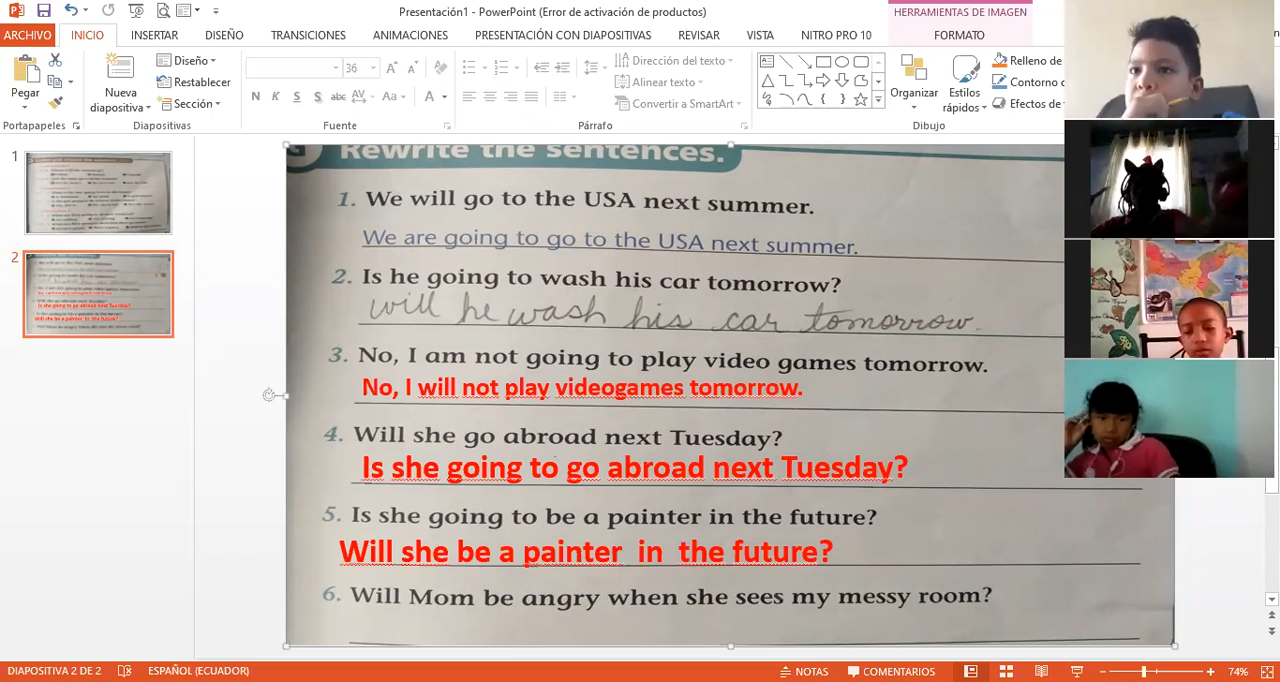 Presentación1 - PowerPoint (Error de activación de productos)
HERRAMIENTAS DE IMAGEN
ARCHIVO INICIO INSERTAR DISEÑO TRANSICIONES ANIMACIONES PRESENTACIÓN CON DIAPOSITIVAS REVISAR VISTA NITRO PRO 10 FORMATO
Pegar
Nueva diapositiva
Diseño
Restablecer
Sección
36
N K S S abc AV Aa A
Dirección del texto
Alinear texto
Convertir a SmartArt
Organizar
Estilos rápidos
Relleno de
Contorno
Efectos de
Portapapeles Diapositivas Fuente Párrafo Dibujo
1
2
Rewrite the sentences.
1. We will go to the USA next summer.
We are going to go to the USA next summer.
2. Is he going to wash his car tomorrow?
will he wash his car tomorrow.
3. No, I am not going to play video games tomorrow.
No, I will not play videogames tomorrow.
4. Will she go abroad next Tuesday?
Is she going to go abroad next Tuesday?
5. Is she going to be a painter in the future?
Will she be a painter in the future?
6. Will Mom be angry when she sees my messy room?
DIAPOSITIVA 2 DE 2 ESPAÑOL (ECUADOR) NOTAS COMENTARIOS 74%